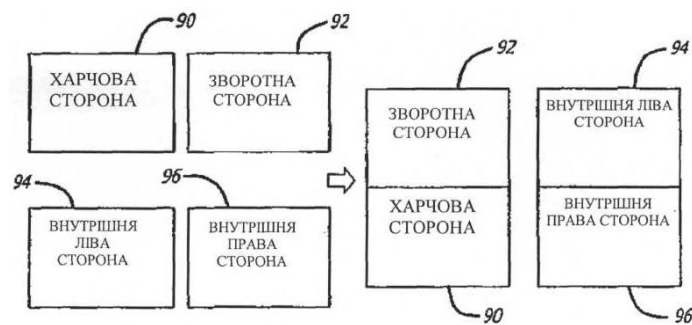 90
92
ХАРЧОВА
СТОРОНА
ЗВОРОТНА
СТОРОНА
94
96
ВНУТРІШНЯ
ЛІВА
СТОРОНА
ВНУТРІШНЯ
ПРАВА
СТОРОНА
92
94
ЗВОРОТНА
СТОРОНА
ХАРЧОВА
СТОРОНА
ВНУТРІШНЯ ЛІВА
СТОРОНА
ВНУТРІШНЯ
ПРАВА СТОРОНА
90
96